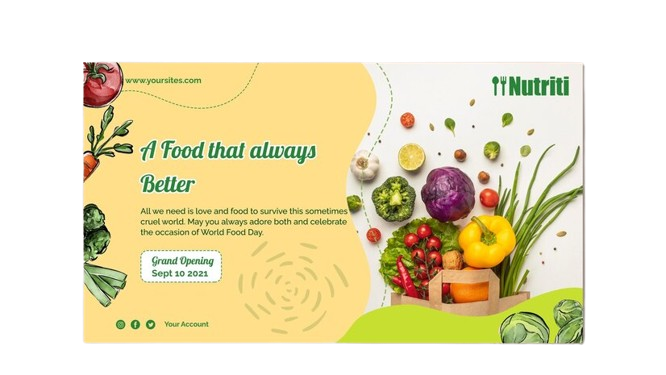 www.yoursites.com
Nutriti
A Food that always
Better
All we need is love and food to survive this sometimes
cruel world. May you always adore both and celebrate
the occasion of World Food Day.
Grand Opening
Sept 10 2021
Your Account